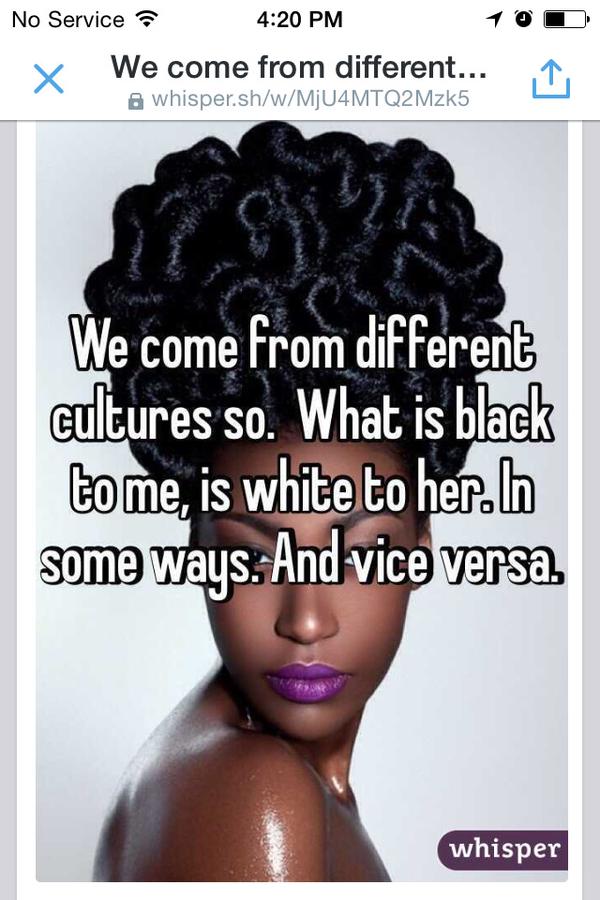 No Service 4:20 PM
We come from different...
whisper.sh/w/MjU4MTQ2Mzk5
We come from different
cultures so.  What is black
to me, is white to her. In
some ways. And vice versa.
whisper